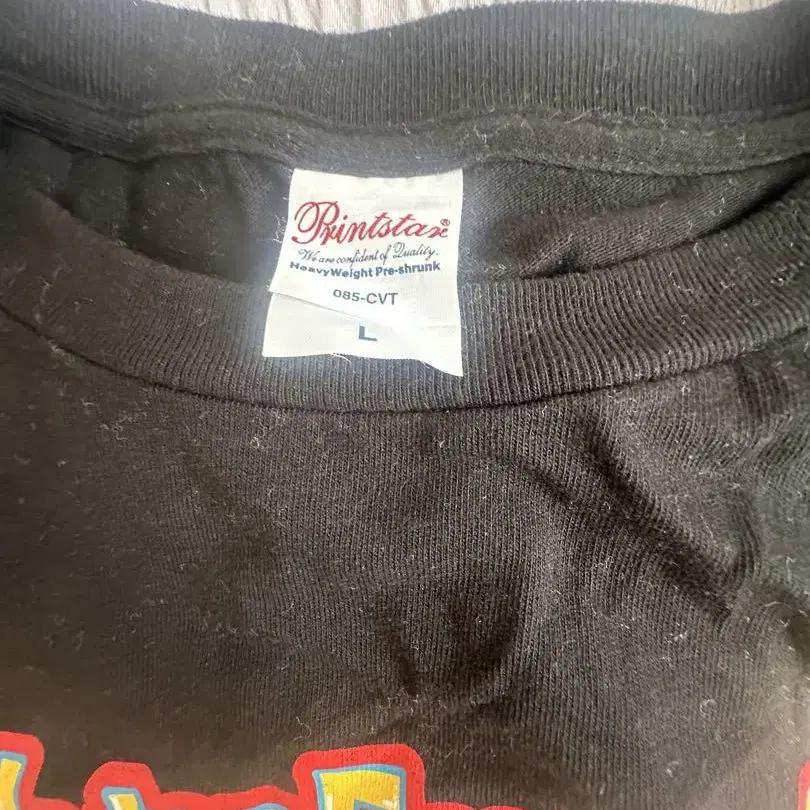 Printstar®
We are confident of Quality.
HeavyWeight Pre-shrunk
085-CVT
L